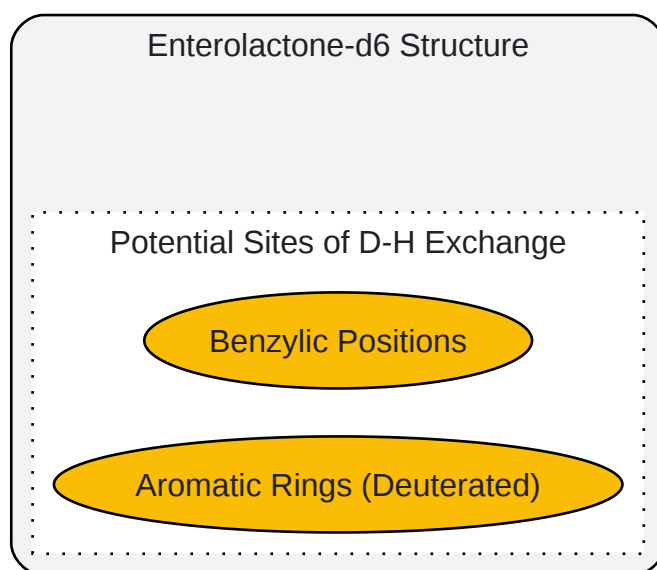 Enterolactone-d6 Structure
Potential Sites of D-H Exchange
Benzylic Positions
Aromatic Rings (Deuterated)